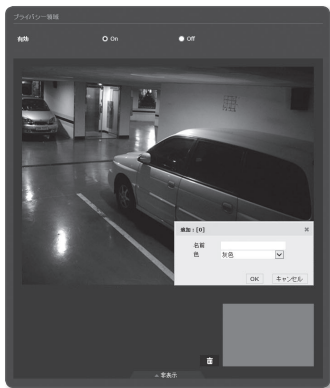 プライバシー領域
有効 On Off
追加 : [0] ×
名前
色 灰色
OK キャンセル
非表示